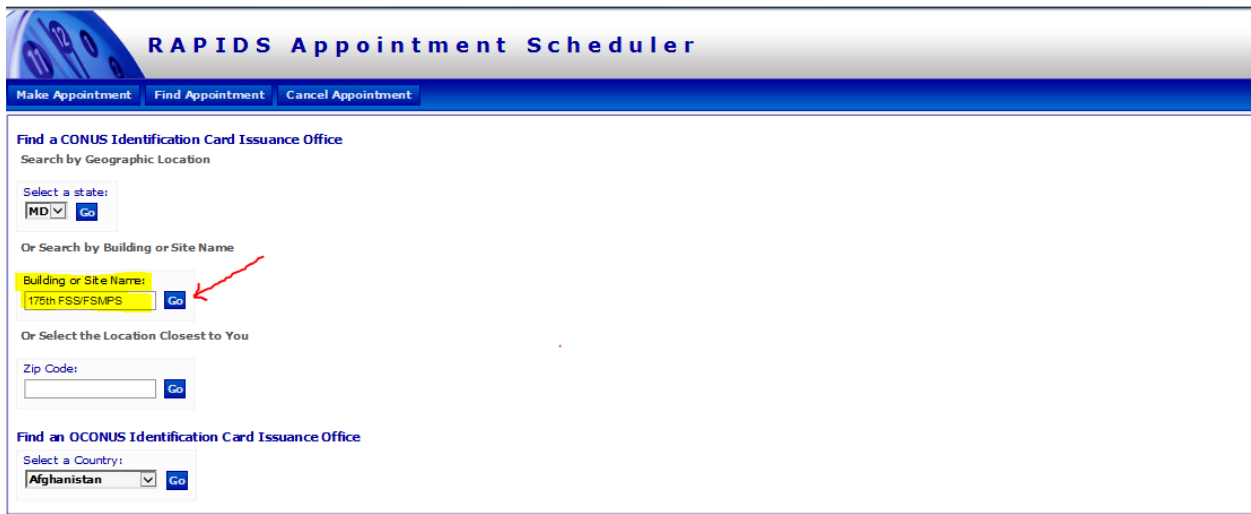 RAPIDS Appointment Scheduler
Make Appointment Find Appointment Cancel Appointment
Find a CONUS Identification Card Issuance Office
Search by Geographic Location
Select a state:
MD Go
Or Search by Building or Site Name
Building or Site Name:
175th FSS/FSMPS Go
Or Select the Location Closest to You
Zip Code:
Go
Find an OCONUS Identification Card Issuance Office
Select a Country:
Afghanistan Go